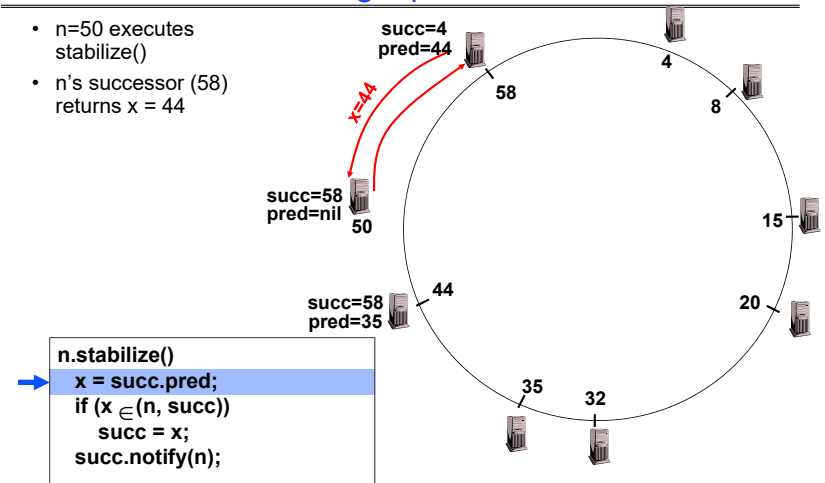 • n=50 executes
stabilize()
• n's successor (58)
returns x = 44
succ=4
pred=44
4
58
8
x=44
succ=58
pred=nil
50
15
44
20
succ=58
pred=35
35
32
n.stabilize()
x = succ.pred;
if (x ∈ (n, succ))
succ = x;
succ.notify(n);